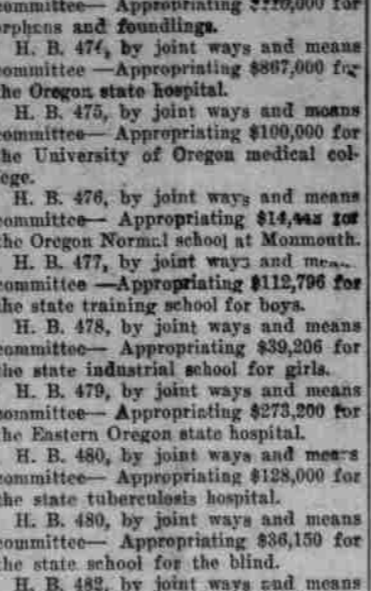 committee— Appropriating 000 for
orphans and foundlings.
H. B. 474, by joint ways and means
committee —Appropriating $867,000 for
he Oregon state hospital.
H. B. 475, by joint ways and means
committee— Appropriating $100,000 for
he University of Oregon medical col-
ege.
H. B. 476, by joint ways and means
committee— Appropriating for
the Oregon Normal school at Monmouth.
H. B. 477, by joint ways and
committee —Appropriating $112,796 for
the state training school for boys.
H. B. 478, by joint ways and means
committee— Appropriating $39,206 for
the state industrial school for girls.
H. B. 479, by joint ways and means
committee— Appropriating $273,200 for
the Eastern Oregon state hospital.
H. B. 480, by joint ways and means
committee— Appropriating $128,000 for
the state tuberculosis hospital.
H. B. 480, by joint ways and means
committee— Appropriating $36,150 for
the state school for the blind.
H. B. 482, by joint ways and means